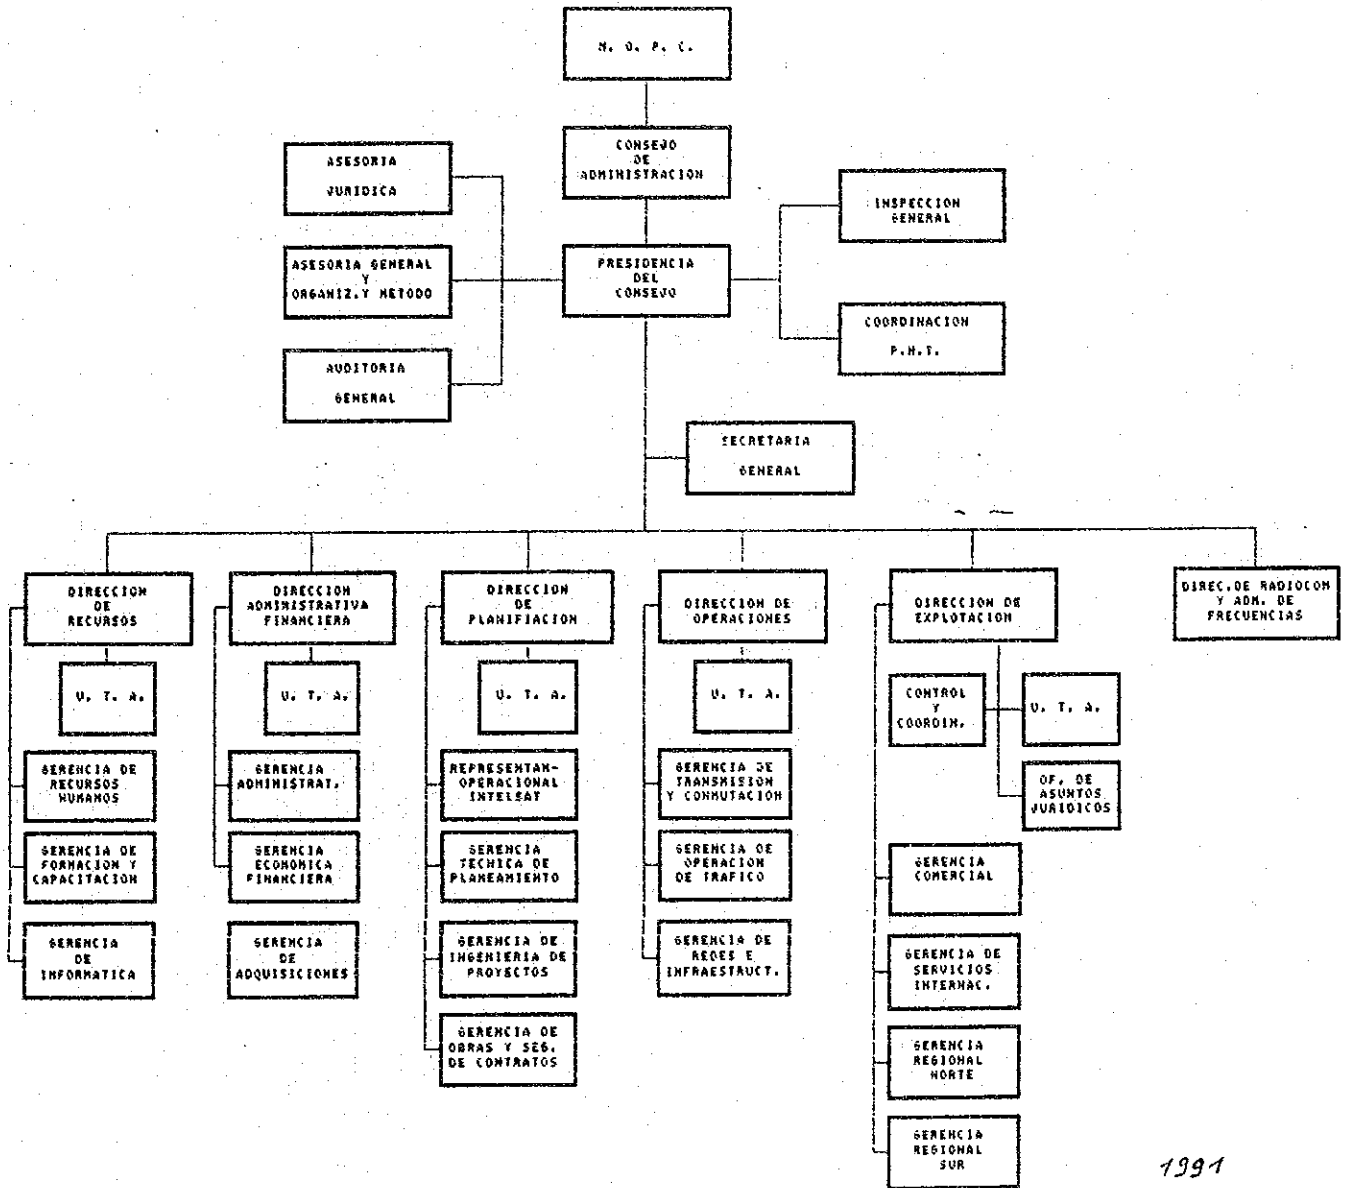 M. O. P. C.
CONSEJO
DE
ADMINISTRACION
ASESORIA
JURIDICA
INSPECCION
GENERAL
ASESORIA GENERAL
Y
ORGANIZ.Y METODO
PRESIDENCIA
DEL
CONSEJO
COORDINACION
P.M.T.
AUDITORIA
GENERAL
SECRETARIA
GENERAL
DIRECCION
DE
RECURSOS
DIRECCION
ADMINISTRATIVA
FINANCIERA
DIRECCION
DE
PLANIFIACION
DIRECCION DE
OPERACIONES
DIRECCION DE
EXPLOTACION
DIREC.DE RADIOCOM
Y ADM. DE
FRECUENCIAS
U. T. A.
U. T. A.
U. T. A.
U. T. A.
CONTROL
Y
COORDIN.
U. T. A.
GERENCIA DE
RECURSOS
HUMANOS
GERENCIA
ADMINISTRAT.
REPRESENTAN-
OPERACIONAL
INTELSAT
GERENCIA DE
TRANSMISION
Y CONMUTACION
OF. DE
ASUNTOS
JURIDICOS
GERENCIA DE
FORMACION Y
CAPACITACION
GERENCIA
ECONOMICA
FINANCIERA
GERENCIA
TECNICA DE
PLANEAMIENTO
GERENCIA DE
OPERACION
DE TRAFICO
GERENCIA
COMERCIAL
GERENCIA
DE
INFORMATICA
GERENCIA
DE
ADQUISICIONES
GERENCIA DE
INGENIERIA DE
PROYECTOS
GERENCIA DE
REDES E
INFRAESTRUCT.
GERENCIA DE
SERVICIOS
INTERNAC.
GERENCIA DE
OBRAS Y SEG.
DE CONTRATOS
GERENCIA
REGIONAL
NORTE
GERENCIA
REGIONAL
SUR
1991